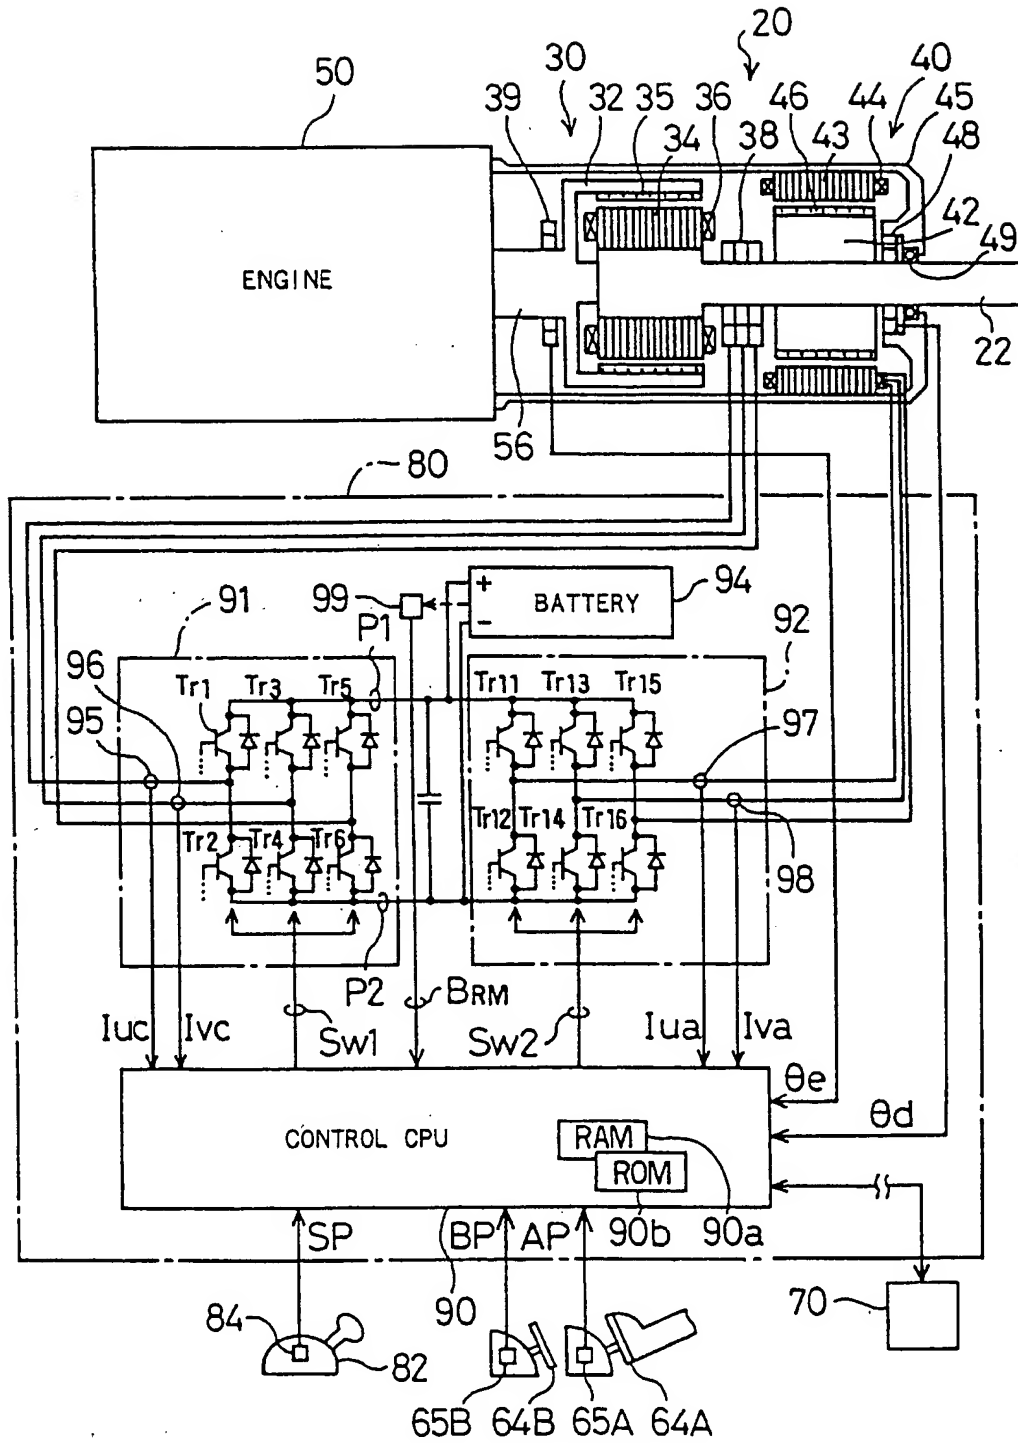 20
50
30
40
39
32
35
36
46
44
45
34
43
48
38
42
49
ENGINE
22
56
80
94
99
BATTERY
+
−
91
P1
92
96
Tr1
Tr3
Tr5
Tr11
Tr13
Tr15
95
97
Tr2
Tr4
Tr6
Tr12
Tr14
Tr16
98
P2
BRM
Iuc
Ivc
SW1
SW2
Iua
Iva
θe
θd
CONTROL CPU
RAM
ROM
SP
BP
AP
90b
90a
90
70
84
82
65B
64B
65A
64A